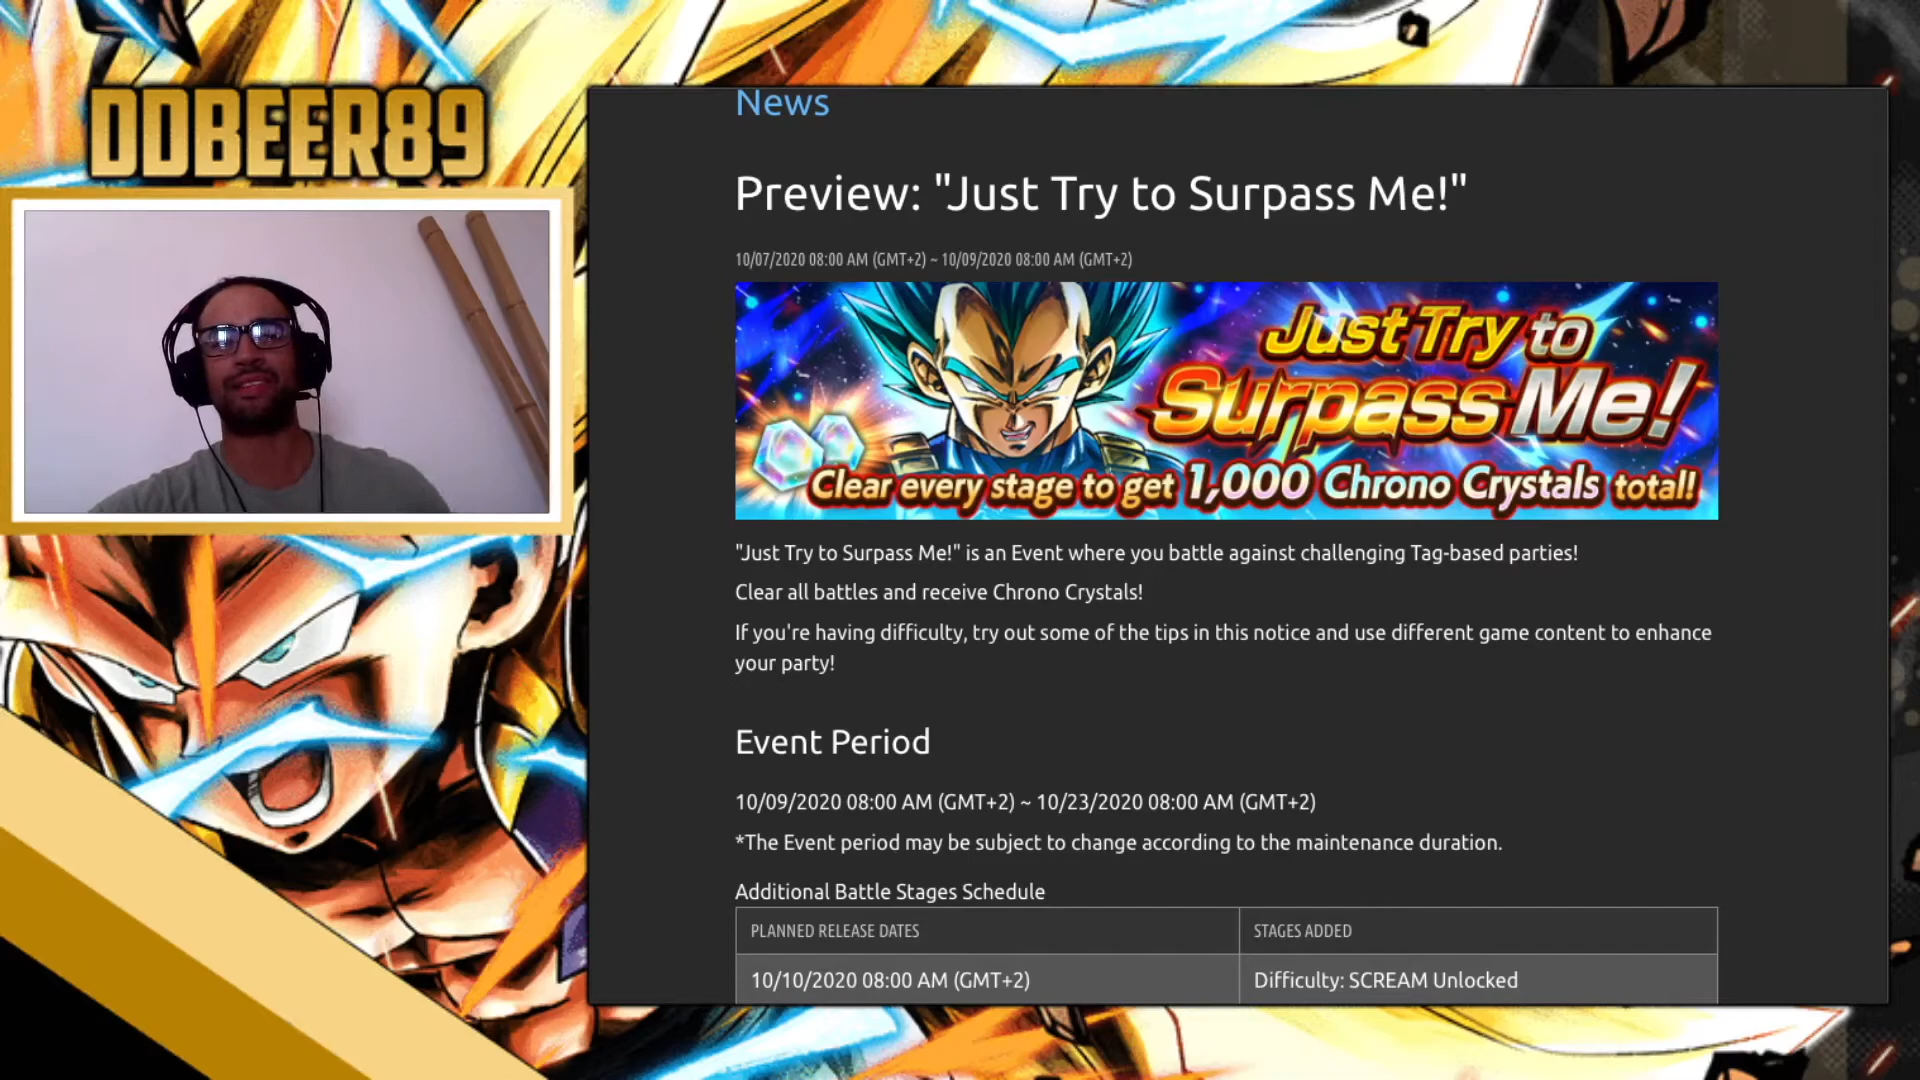 DDBEER89
News
Preview: "Just Try to Surpass Me!"
10/07/2020 08:00 AM (GMT+2) ~ 10/09/2020 08:00 AM (GMT+2)
Just Try to
Surpass Me!
Clear every stage to get 1,000 Chrono Crystals total!
"Just Try to Surpass Me!" is an Event where you battle against challenging Tag-based parties!
Clear all battles and receive Chrono Crystals!
If you're having difficulty, try out some of the tips in this notice and use different game content to enhance
your party!
Event Period
10/09/2020 08:00 AM (GMT+2) ~ 10/23/2020 08:00 AM (GMT+2)
*The Event period may be subject to change according to the maintenance duration.
Additional Battle Stages Schedule
PLANNED RELEASE DATES STAGES ADDED
10/10/2020 08:00 AM (GMT+2) Difficulty: SCREAM Unlocked